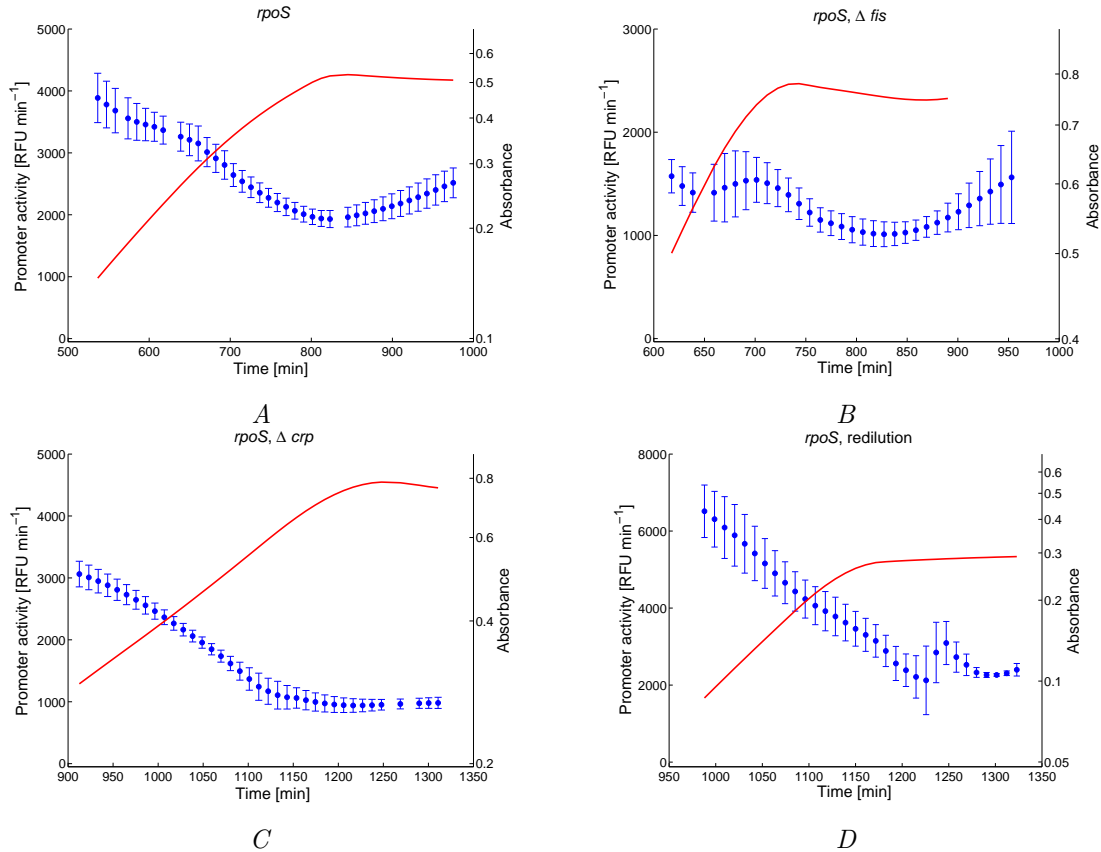 rpoS
5000
4000
3000
2000
1000
0
Promoter activity [RFU min⁻¹]
0.6
0.5
0.4
0.3
0.2
0.1
Absorbance
500 600 700 800 900 1000
Time [min]
A
rpoS, Δ fis
3000
2000
1000
0
Promoter activity [RFU min⁻¹]
0.8
0.7
0.6
0.5
0.4
Absorbance
600 650 700 750 800 850 900 950 1000
Time [min]
B
rpoS, Δ crp
5000
4000
3000
2000
1000
0
Promoter activity [RFU min⁻¹]
0.8
0.6
0.4
0.2
Absorbance
900 950 1000 1050 1100 1150 1200 1250 1300 1350
Time [min]
C
rpoS, redilution
8000
6000
4000
2000
0
Promoter activity [RFU min⁻¹]
0.6
0.5
0.4
0.3
0.2
0.1
0.05
Absorbance
950 1000 1050 1100 1150 1200 1250 1300 1350
Time [min]
D